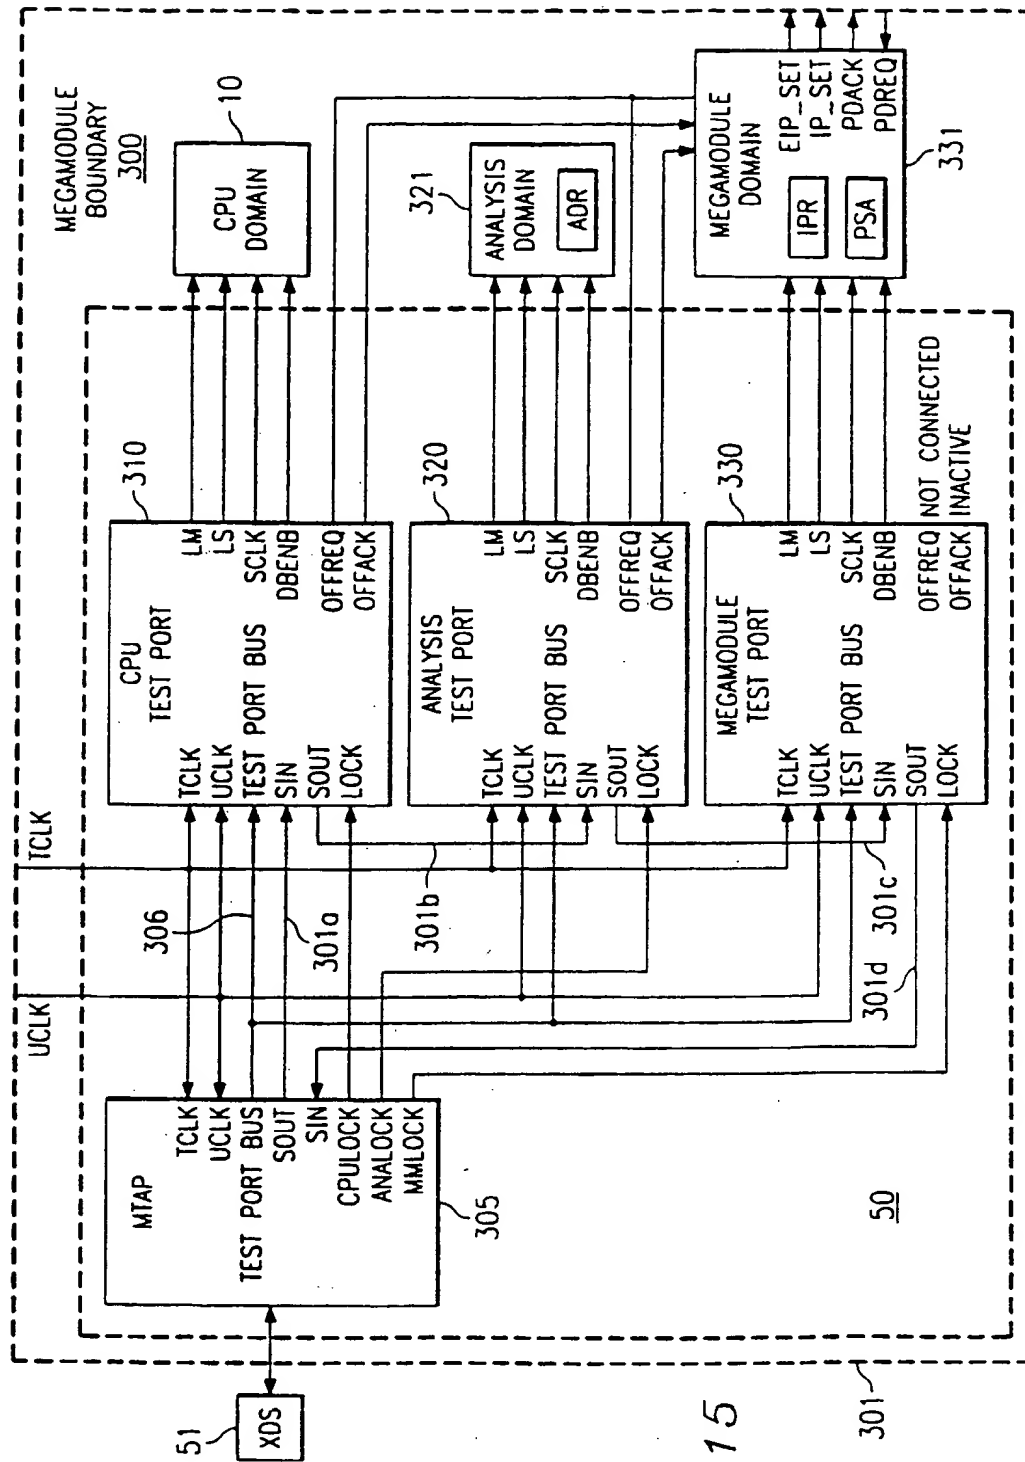 MEGAMODULE
BOUNDARY
300
UCLK
TCLK
XDS
51
MTAP
TCLK
UCLK
TEST PORT BUS
SOUT
SIN
CPULOCK
ANALOCK
MMLOCK
305
306
301a
301b
301c
301d
CPU
TEST PORT
310
TCLK
UCLK
TEST PORT BUS
SIN
SOUT
LOCK
LM
LS
SCLK
DBENB
OFFREQ
OFFACK
CPU
DOMAIN
10
ANALYSIS
TEST PORT
320
TCLK
UCLK
TEST PORT BUS
SIN
SOUT
LOCK
LM
LS
SCLK
DBENB
OFFREQ
OFFACK
ANALYSIS
DOMAIN
ADR
321
MEGAMODULE
TEST PORT
330
TCLK
UCLK
TEST PORT BUS
SIN
SOUT
LOCK
LM
LS
SCLK
DBENB
OFFREQ NOT CONNECTED
OFFACK INACTIVE
MEGAMODULE
DOMAIN
IPR
PSA
EIP_SET
IP_SET
PDACK
PDREQ
331
50
301
15